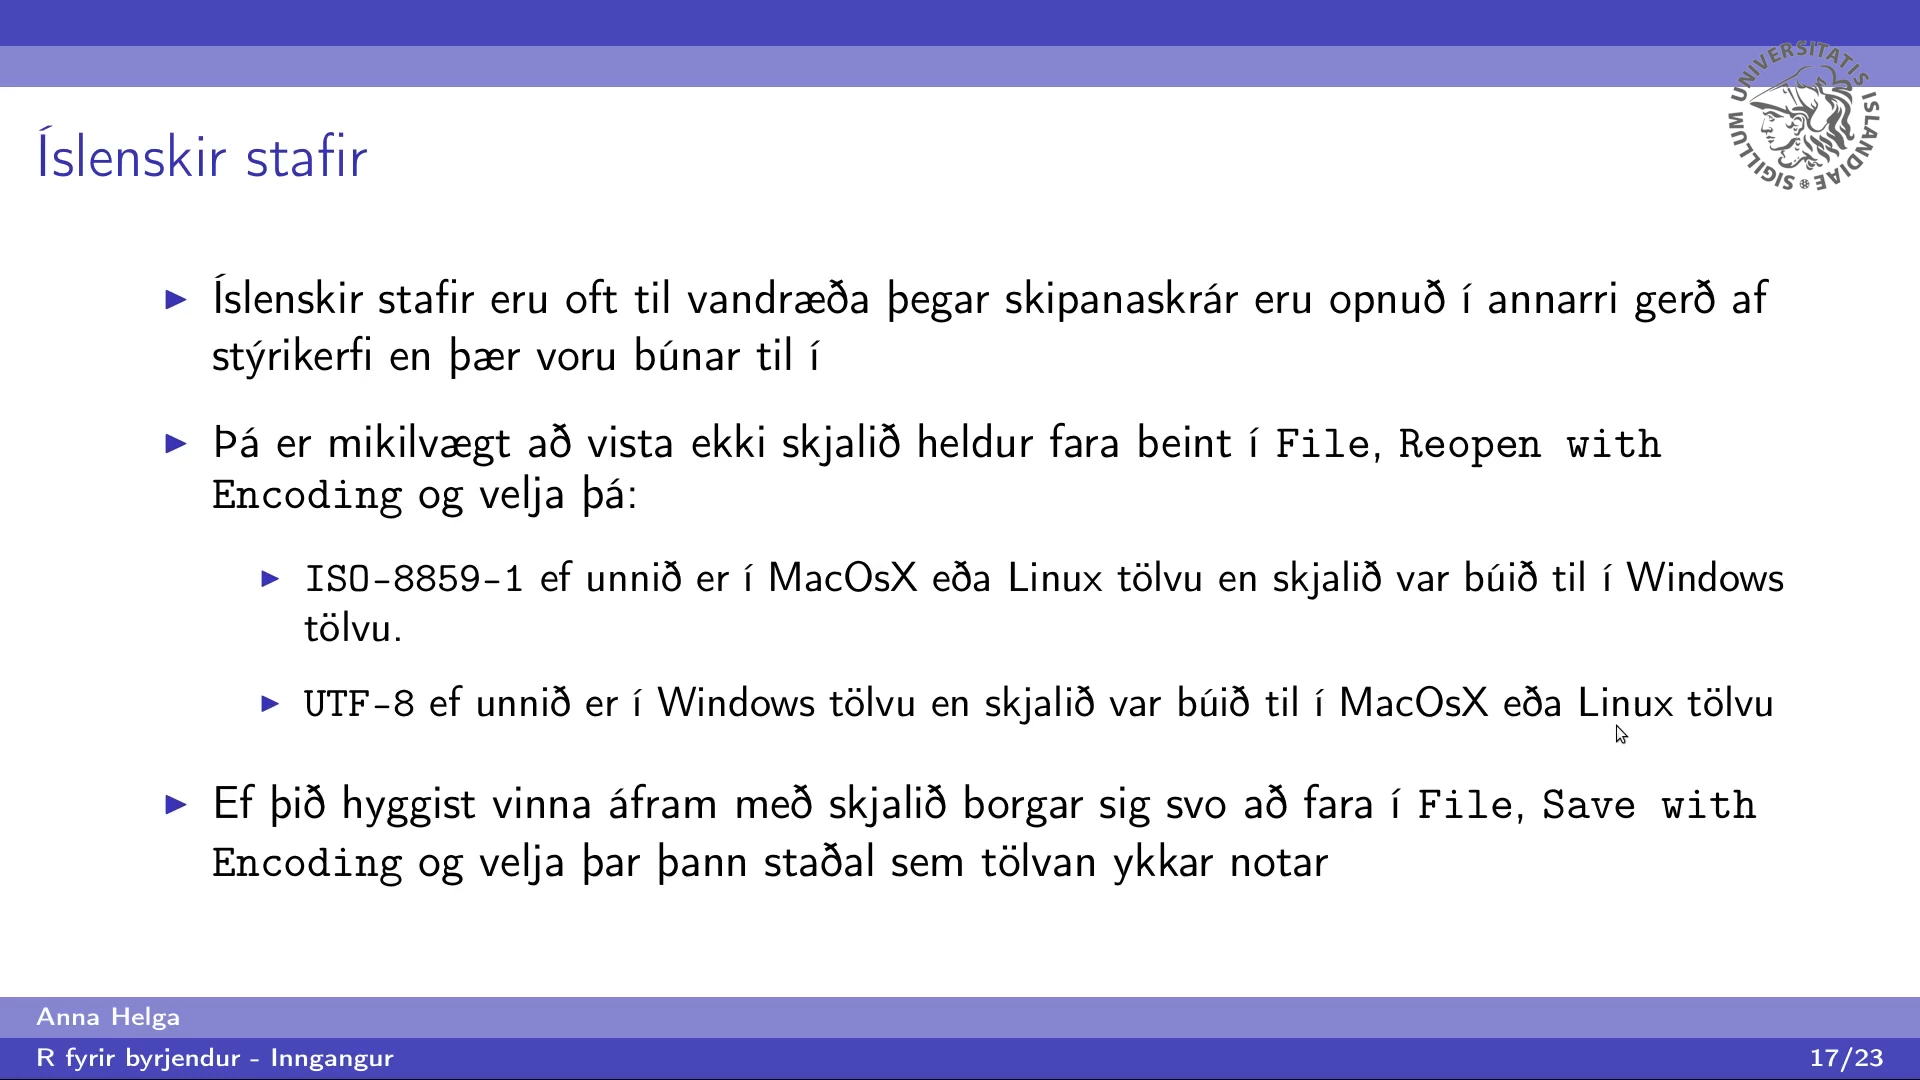 SIGILLUM UNIVERSITATIS ISLANDIAE
Íslenskir stafir
Íslenskir stafir eru oft til vandræða þegar skipanaskrár eru opnuð í annarri gerð af
stýrikerfi en þær voru búnar til í
Þá er mikilvægt að vista ekki skjalið heldur fara beint í File, Reopen with
Encoding og velja þá:
ISO-8859-1 ef unnið er í MacOsX eða Linux tölvu en skjalið var búið til í Windows
tölvu.
UTF-8 ef unnið er í Windows tölvu en skjalið var búið til í MacOsX eða Linux tölvu
Ef þið hyggist vinna áfram með skjalið borgar sig svo að fara í File, Save with
Encoding og velja þar þann staðal sem tölvan ykkar notar
Anna Helga
R fyrir byrjendur - Inngangur
17/23